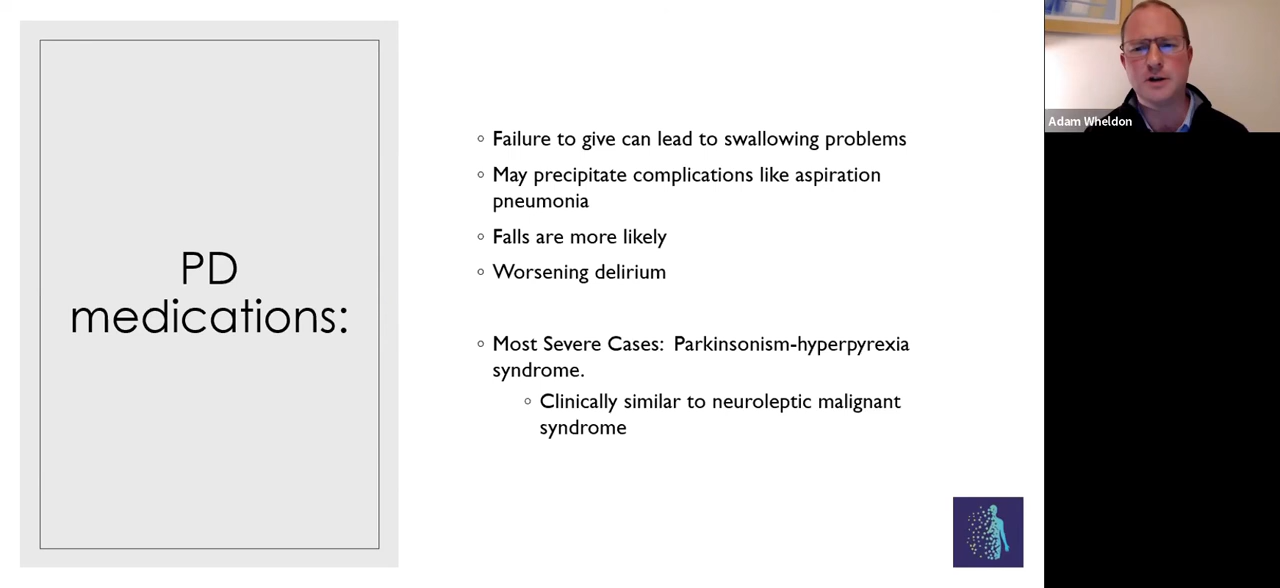 PD
medications:
Failure to give can lead to swallowing problems
May precipitate complications like aspiration
pneumonia
Falls are more likely
Worsening delirium
Most Severe Cases:  Parkinsonism-hyperpyrexia
syndrome.
Clinically similar to neuroleptic malignant
syndrome
Adam Wheldon